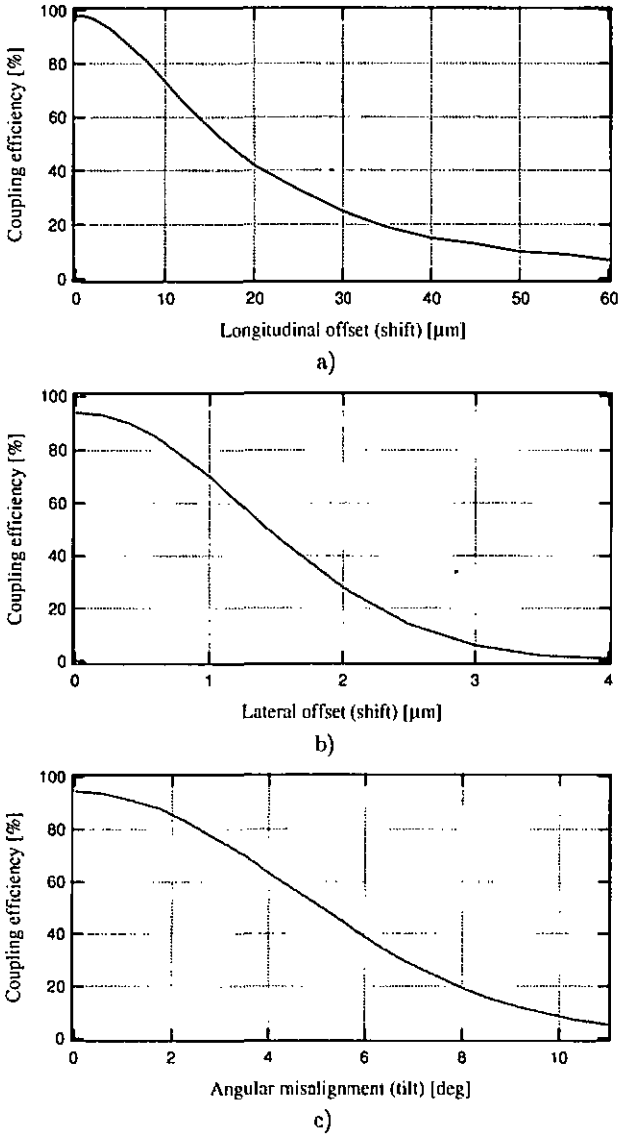 100
80
60
40
20
0
Coupling efficiency [%]
0 10 20 30 40 50 60
Longitudinal offset (shift) [μm]
a)
100
80
60
40
20
0
Coupling efficiency [%]
0 1 2 3 4
Lateral offset (shift) [μm]
b)
100
80
60
40
20
0
Coupling efficiency [%]
0 2 4 6 8 10
Angular misalignment (tilt) [deg]
c)